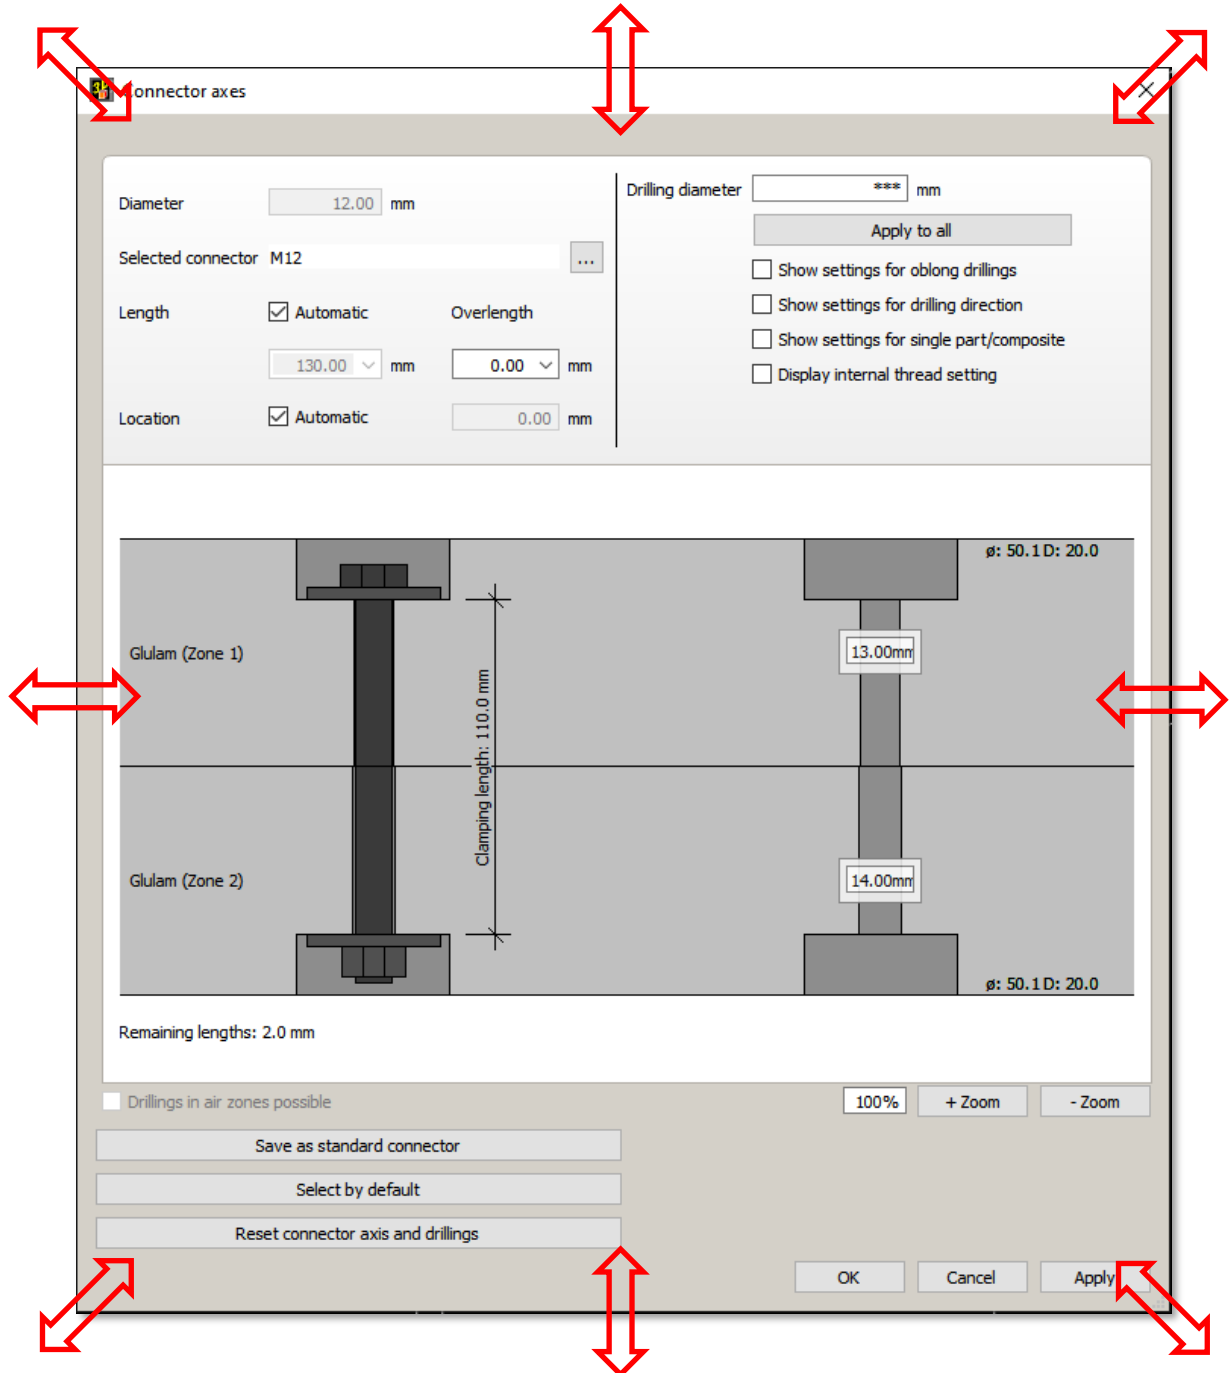 Connector axes
Diameter 12.00 mm
Selected connector M12 ...
Length Automatic Overlength
130.00 mm 0.00 mm
Location Automatic 0.00 mm
Drilling diameter *** mm
Apply to all
Show settings for oblong drillings
Show settings for drilling direction
Show settings for single part/composite
Display internal thread setting
ø: 50.1 D: 20.0
Glulam (Zone 1)
13.00mm
Clamping length: 110.0 mm
Glulam (Zone 2)
14.00mm
ø: 50.1 D: 20.0
Remaining lengths: 2.0 mm
Drillings in air zones possible
100% + Zoom - Zoom
Save as standard connector
Select by default
Reset connector axis and drillings
OK Cancel Apply